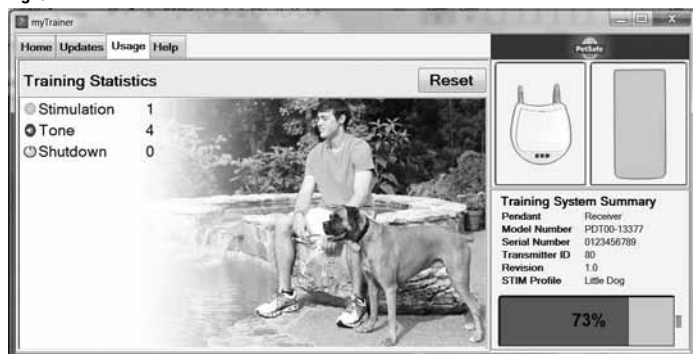 myTrainer
Home Updates Usage Help
Training Statistics
Reset
Stimulation 1
Tone 4
Shutdown 0
PetSafe
Training System Summary
Pendant Receiver
Model Number PDT00-13377
Serial Number 0123456789
Transmitter ID 80
Revision 1.0
STIM Profile Little Dog
73%